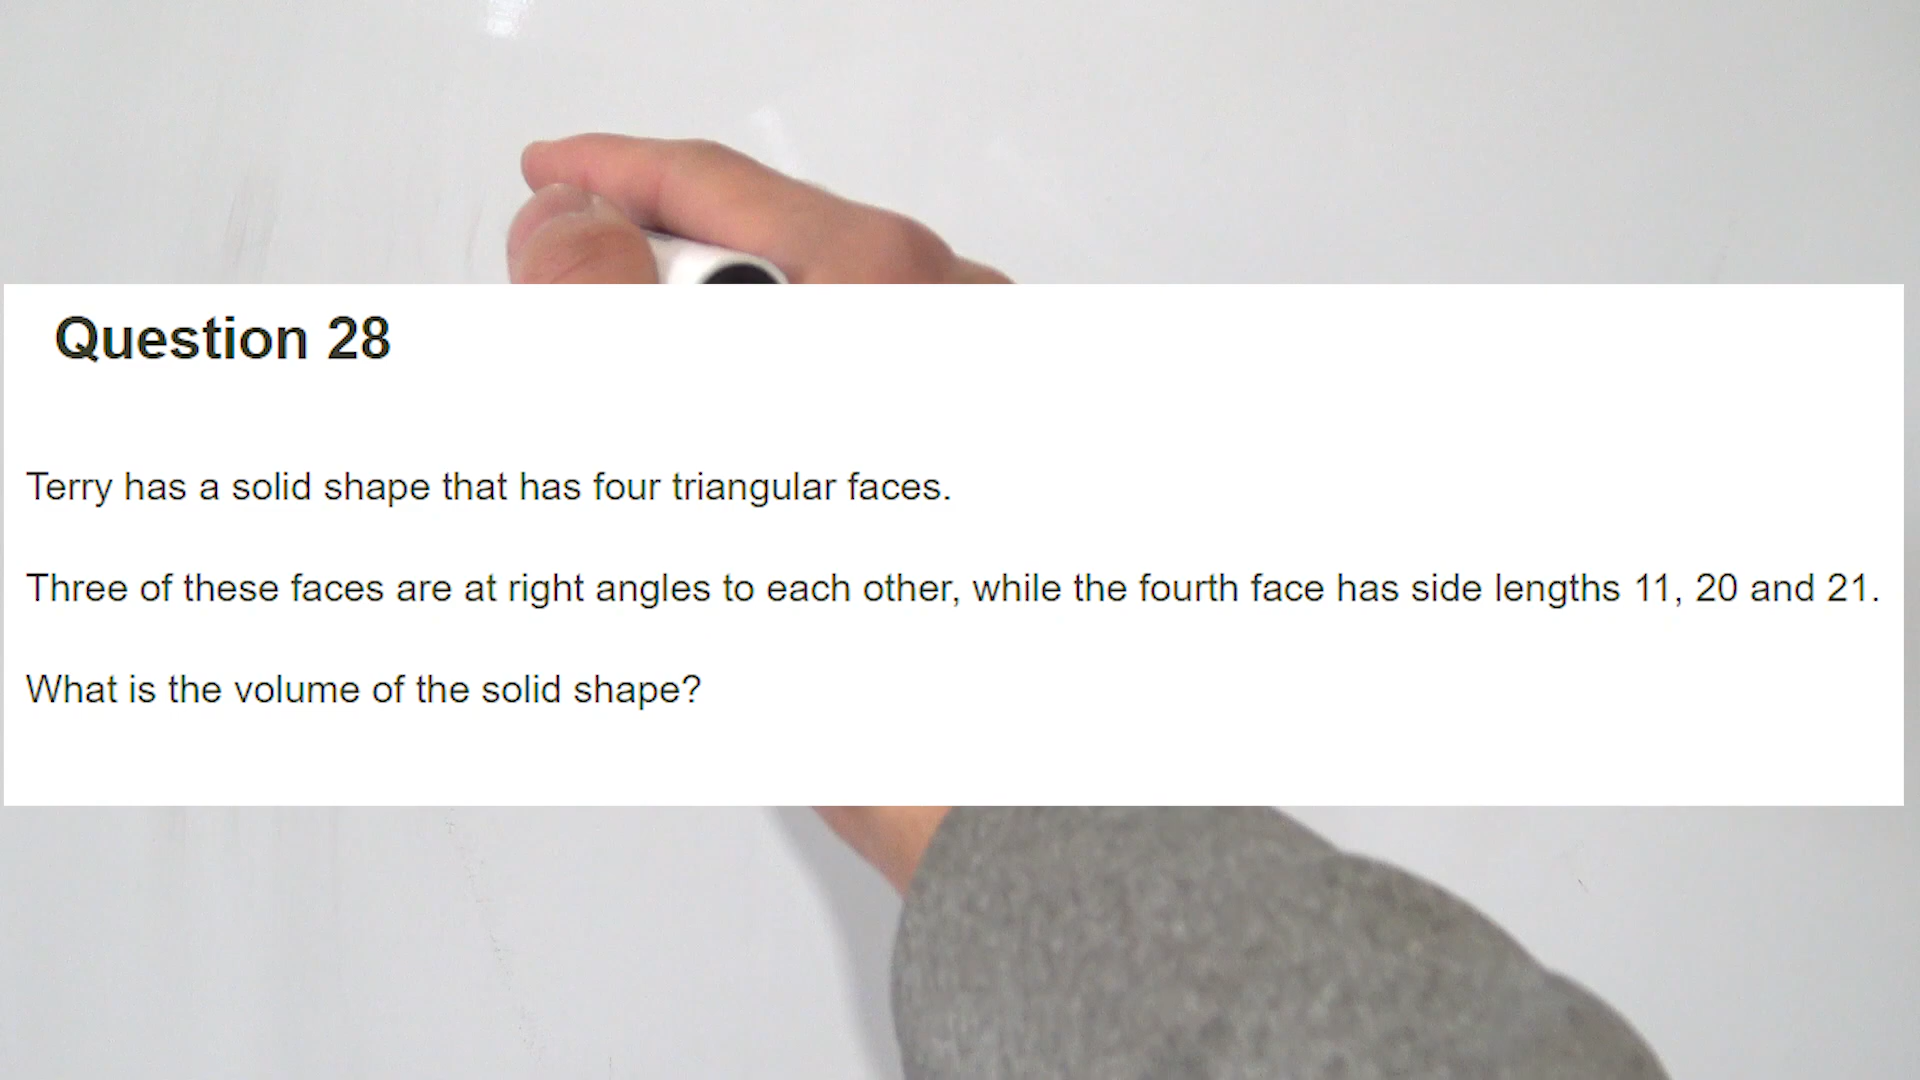 Question 28
Terry has a solid shape that has four triangular faces.
Three of these faces are at right angles to each other, while the fourth face has side lengths 11, 20 and 21.
What is the volume of the solid shape?